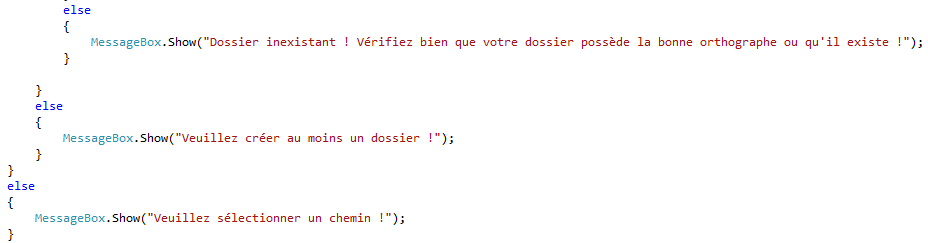 else
{
MessageBox.Show("Dossier inexistant ! Vérifiez bien que votre dossier possède la bonne orthographe ou qu'il existe !");
}
}
else
{
MessageBox.Show("Veuillez créer au moins un dossier !");
}
}
else
{
MessageBox.Show("Veuillez sélectionner un chemin !");
}